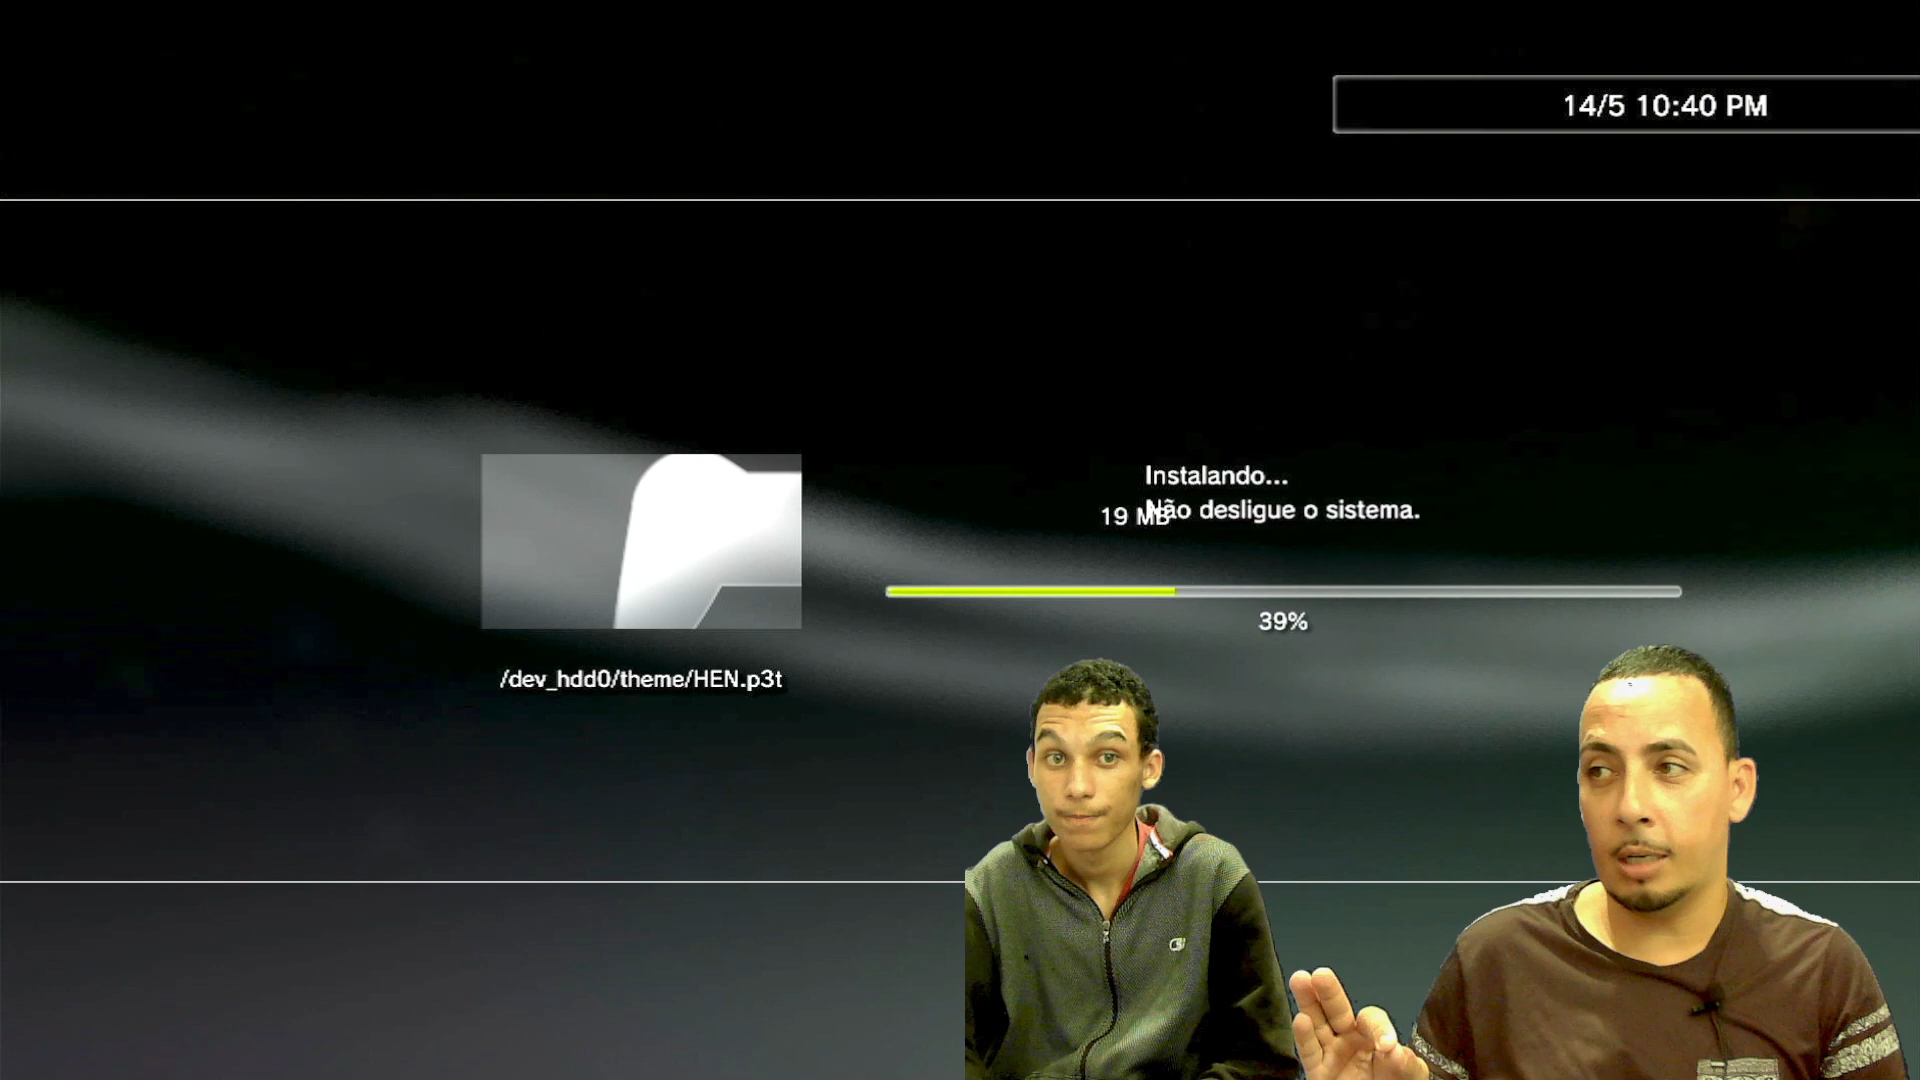 14/5 10:40 PM
Instalando...
Não desligue o sistema.
19 MB
39%
/dev_hdd0/theme/HEN.p3t